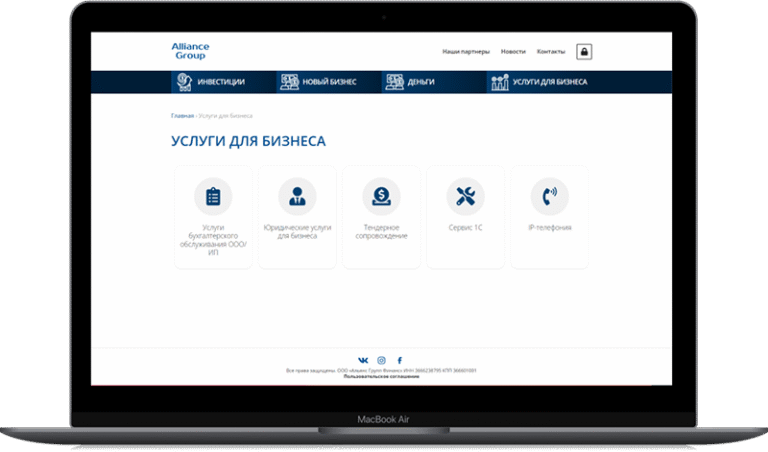 Alliance
Group
Наши партнеры Новости Контакты
ИНВЕСТИЦИИ НОВЫЙ БИЗНЕС ДЕНЬГИ УСЛУГИ ДЛЯ БИЗНЕСА
Главная › Услуги для бизнеса
УСЛУГИ ДЛЯ БИЗНЕСА
Услуги
бухгалтерского
обслуживания ООО/
ИП
Юридические услуги
для бизнеса
Тендерное
сопровождение
Сервис 1С
IP-телефония
Все права защищены. ООО «Альянс Групп Финанс» ИНН 3666238795 КПП 366601001
Пользовательское соглашение
MacBook Air